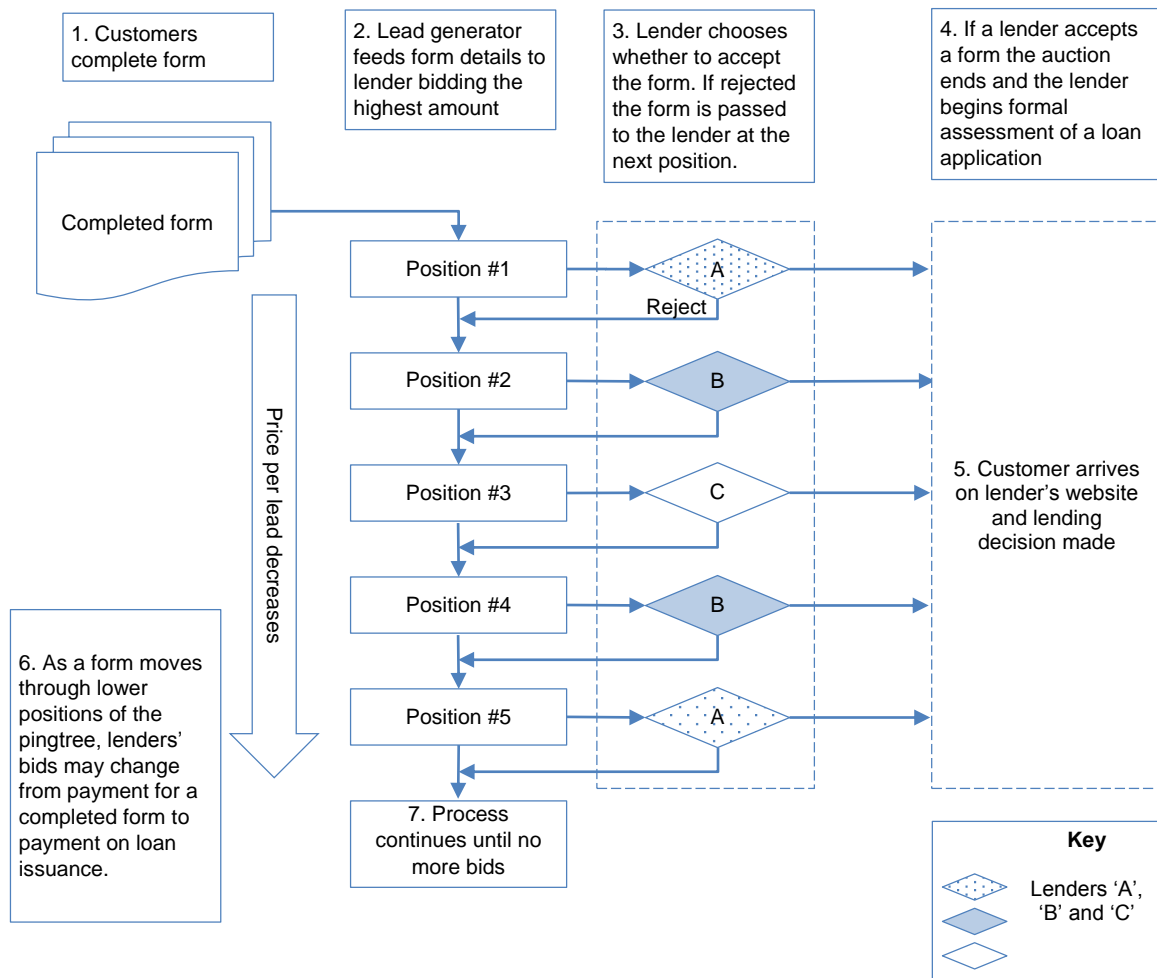 1. Customers
complete form
2. Lead generator
feeds form details to
lender bidding the
highest amount
3. Lender chooses
whether to accept
the form. If rejected
the form is passed
to the lender at the
next position.
4. If a lender accepts
a form the auction
ends and the lender
begins formal
assessment of a loan
application
Completed form
Position #1
A
Reject
Position #2
B
Position #3
C
Position #4
B
Position #5
A
Price per lead decreases
5. Customer arrives
on lender’s website
and lending
decision made
6. As a form moves
through lower
positions of the
pingtree, lenders’
bids may change
from payment for a
completed form to
payment on loan
issuance.
7. Process
continues until no
more bids
Key
Lenders ‘A’,
‘B’ and ‘C’